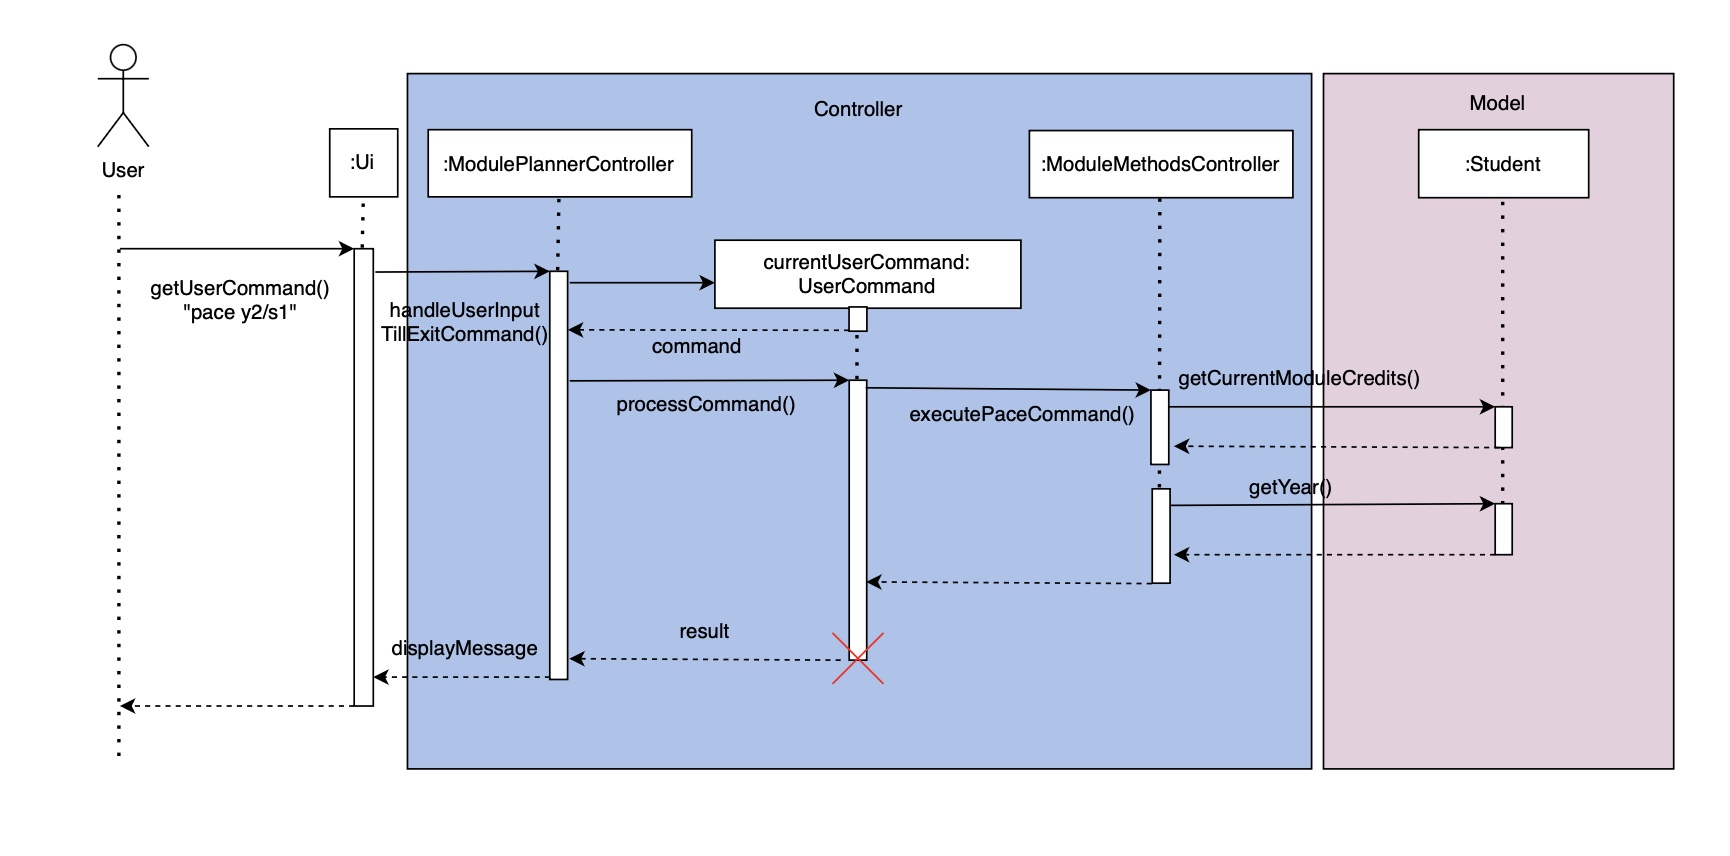 Controller
Model
User
:Ui
:ModulePlannerController
:ModuleMethodsController
:Student
currentUserCommand:
UserCommand
getUserCommand()
"pace y2/s1"
handleUserInput
TillExitCommand()
command
processCommand()
executePaceCommand()
getCurrentModuleCredits()
getYear()
result
displayMessage